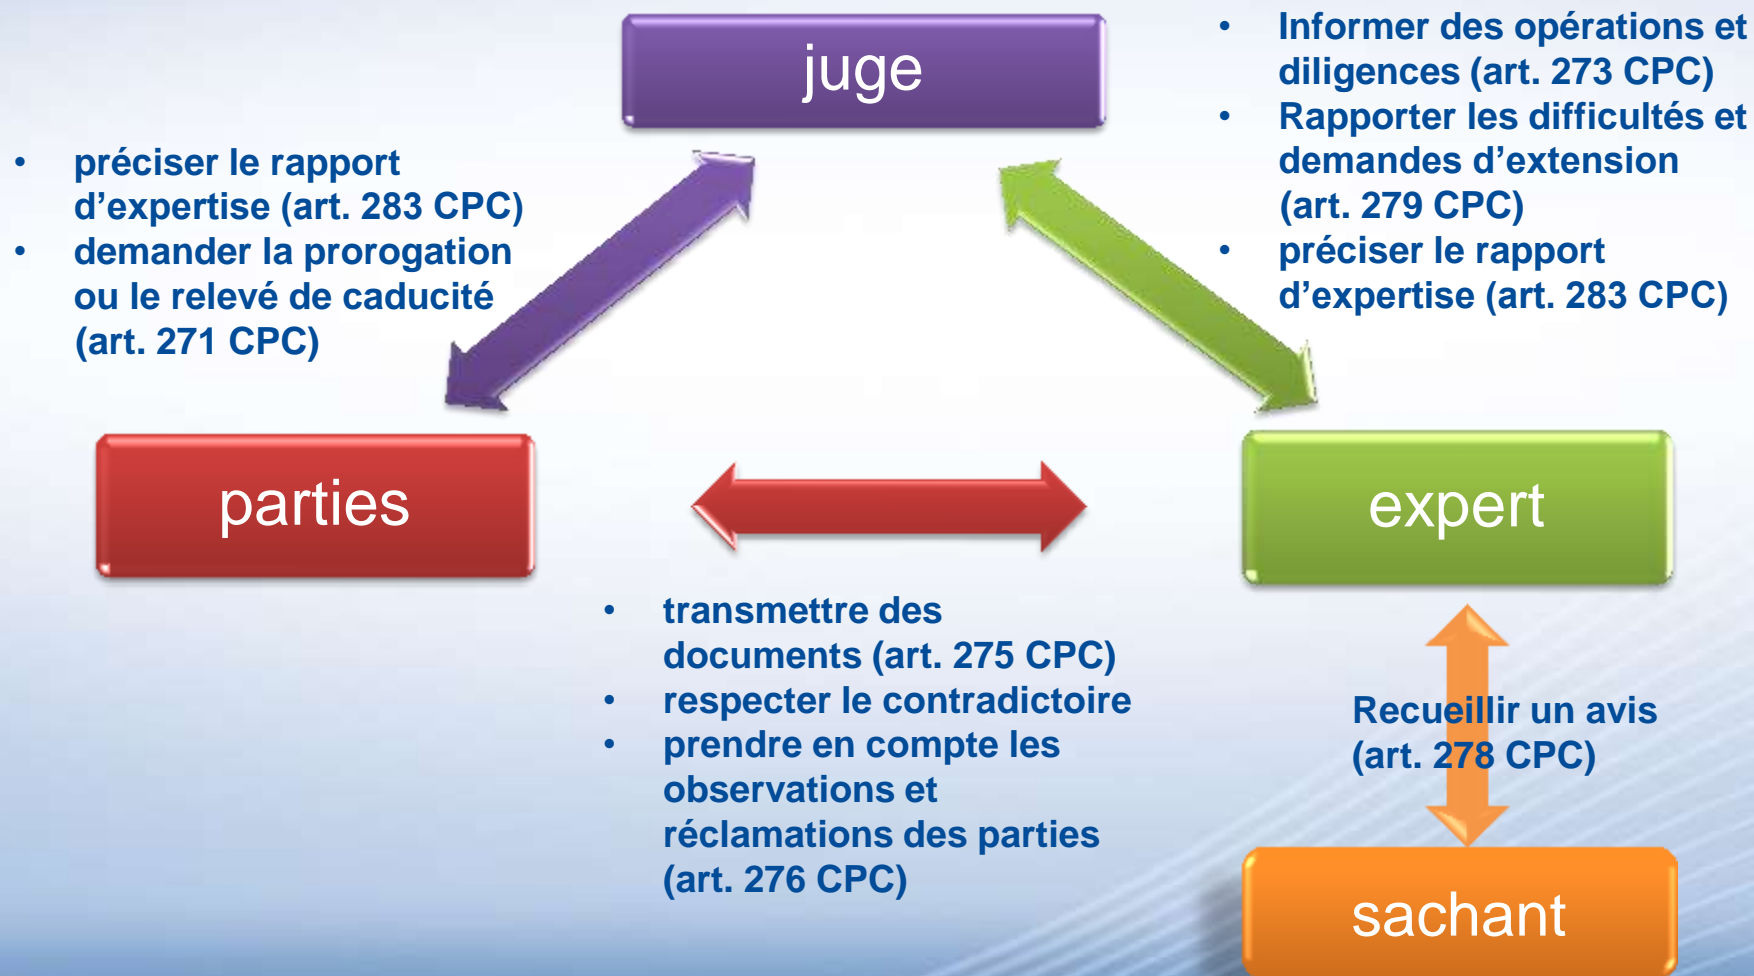 juge
• Informer des opérations et
diligences (art. 273 CPC)
• Rapporter les difficultés et
demandes d’extension
(art. 279 CPC)
• préciser le rapport
d’expertise (art. 283 CPC)
• préciser le rapport
d’expertise (art. 283 CPC)
• demander la prorogation
ou le relevé de caducité
(art. 271 CPC)
parties
expert
• transmettre des
documents (art. 275 CPC)
• respecter le contradictoire
• prendre en compte les
observations et
réclamations des parties
(art. 276 CPC)
Recueillir un avis
(art. 278 CPC)
sachant